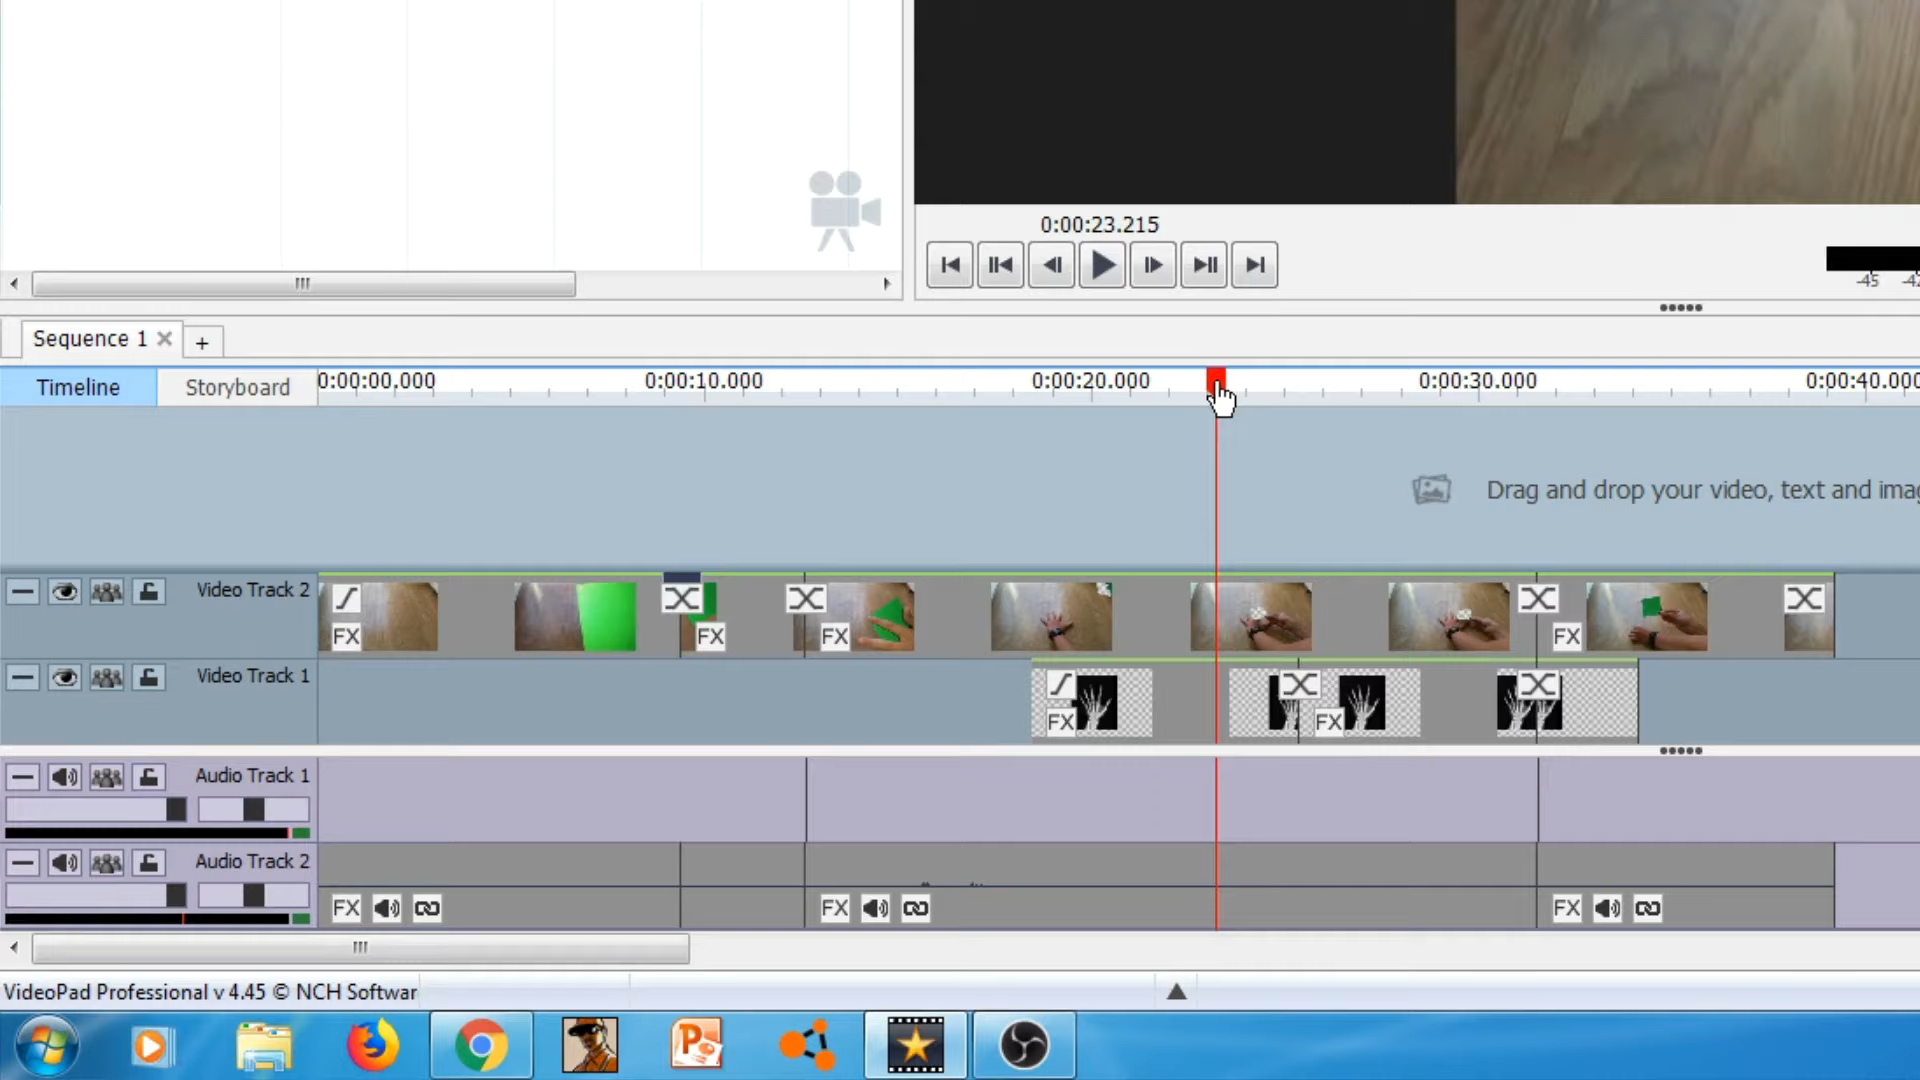 0:00:23.215
-45
Sequence 1
+
Timeline
Storyboard
0:00:00.000
0:00:10.000
0:00:20.000
0:00:30.000
0:00:40.000
Drag and drop your video, text and imag
Video Track 2
FX
FX
FX
FX
Video Track 1
FX
FX
Audio Track 1
Audio Track 2
FX
FX
FX
VideoPad Professional v 4.45 © NCH Softwar